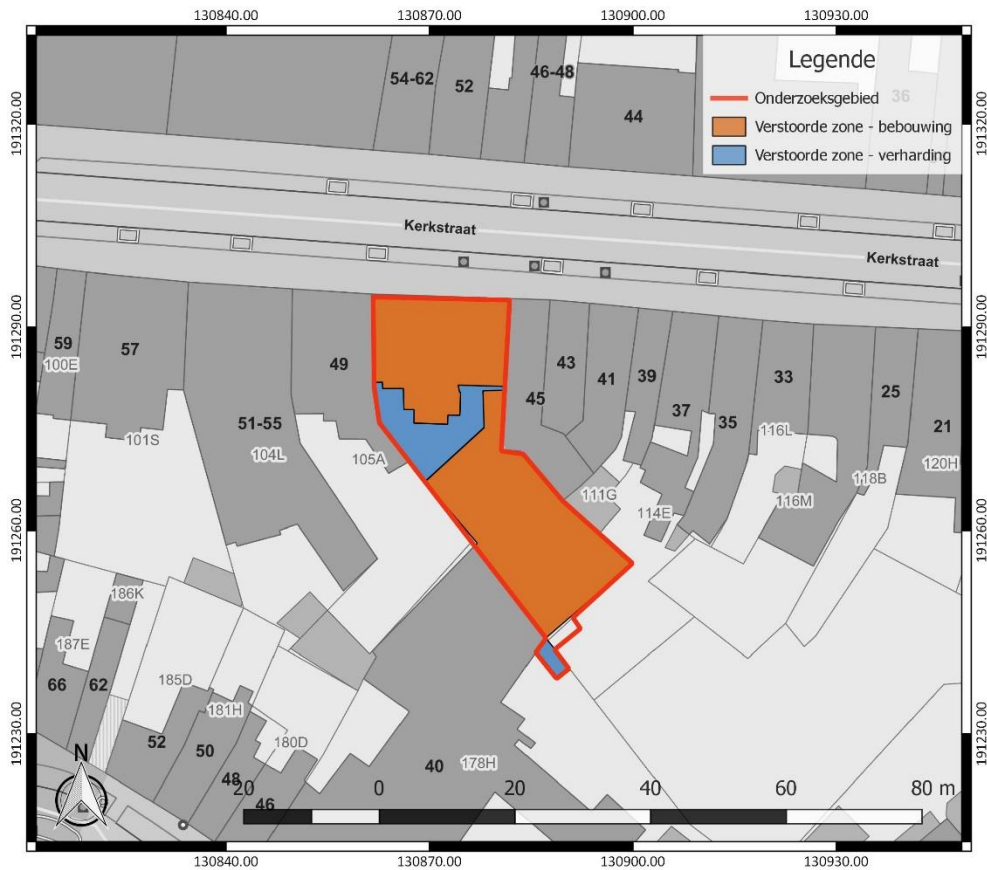 130840.00 130870.00 130900.00 130930.00
191320.00
191290.00
191260.00
191230.00
191320.00
191290.00
191260.00
191230.00
Legende
Onderzoeksgebied
Verstoorde zone - bebouwing
Verstoorde zone - verharding
54-62
52
46-48
44
36
Kerkstraat
Kerkstraat
59
100E
57
101S
51-55
104L
49
105A
45
43
41
111G
39
114E
37
35
33
116L
116M
25
118B
21
120H
186K
187E
66
62
185D
52
181H
50
180D
48
46
40
178H
N
20 0 20 40 60 80 m
130840.00 130870.00 130900.00 130930.00